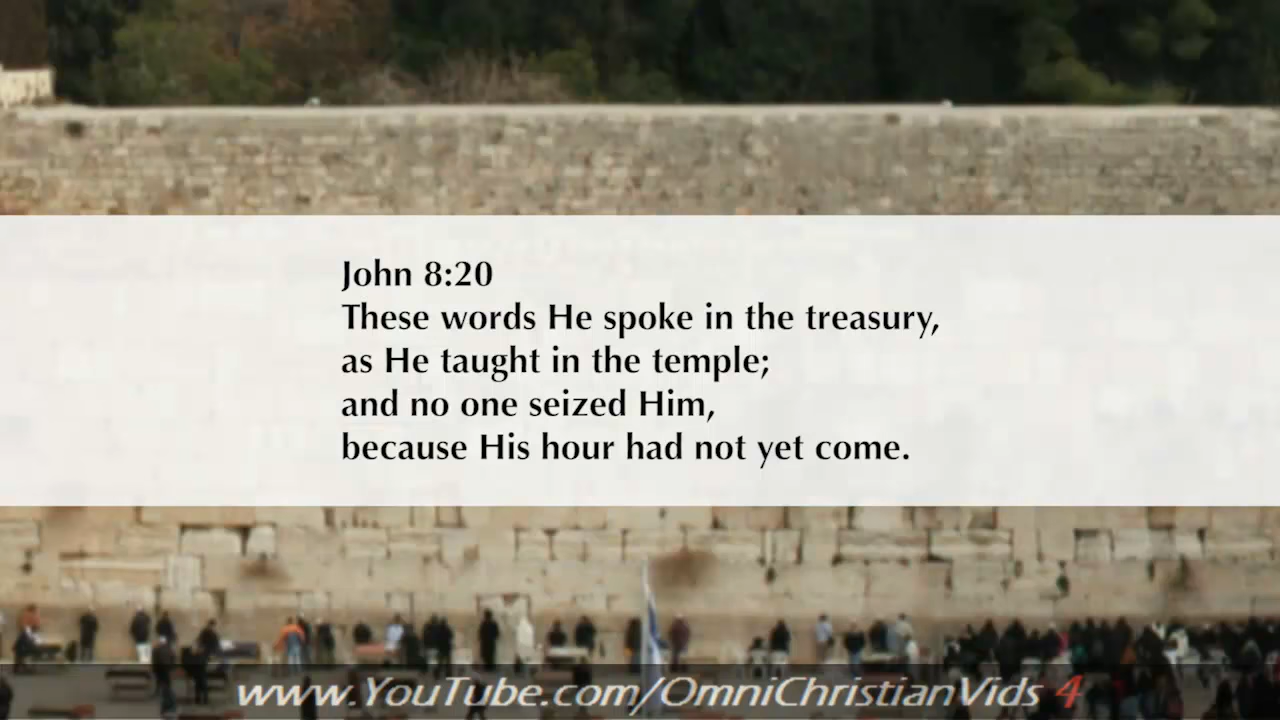 John 8:20
These words He spoke in the treasury,
as He taught in the temple;
and no one seized Him,
because His hour had not yet come.
www.YouTube.com/OmniChristianVids 4